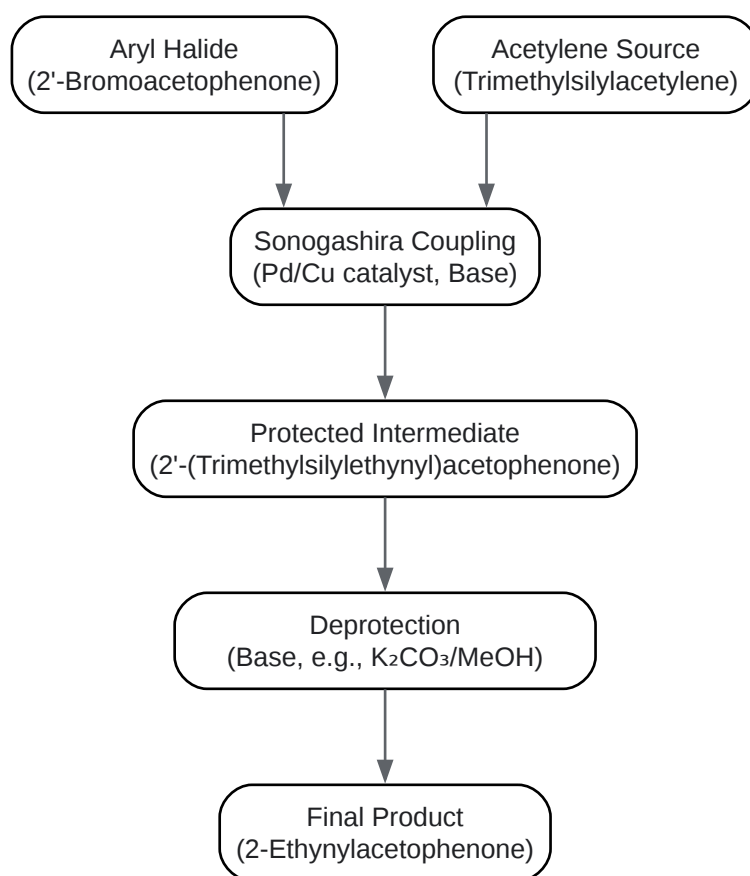 Aryl Halide
(2'-Bromoacetophenone)
Acetylene Source
(Trimethylsilylacetylene)
Sonogashira Coupling
(Pd/Cu catalyst, Base)
Protected Intermediate
(2'-(Trimethylsilylethynyl)acetophenone)
Deprotection
(Base, e.g., K₂CO₃/MeOH)
Final Product
(2-Ethynylacetophenone)